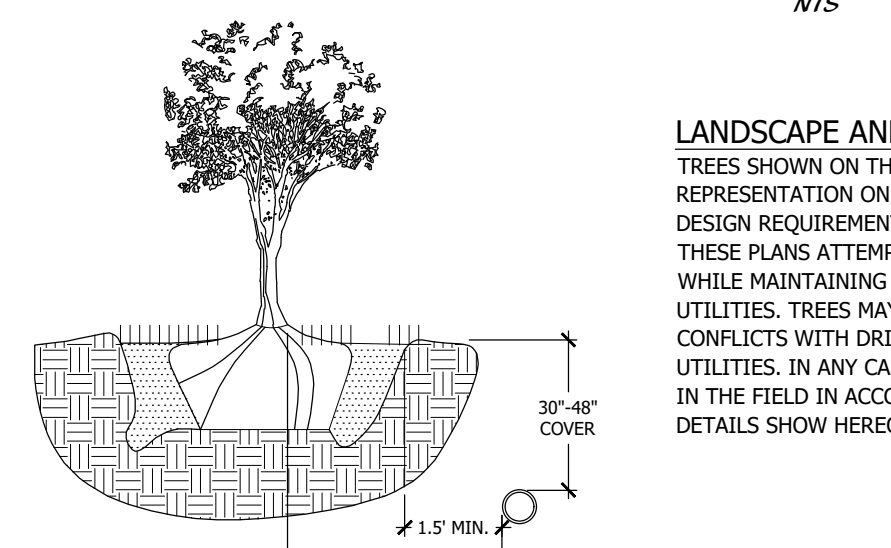 NTS
30"-48"
COVER
1.5' MIN.
LANDSCAPE AN
TREES SHOWN ON TH
REPRESENTATION ON
DESIGN REQUIREMEN
THESE PLANS ATTEMP
WHILE MAINTAINING
UTILITIES. TREES MAY
CONFLICTS WITH DRI
UTILITIES. IN ANY CA
IN THE FIELD IN ACCO
DETAILS SHOW HEREO